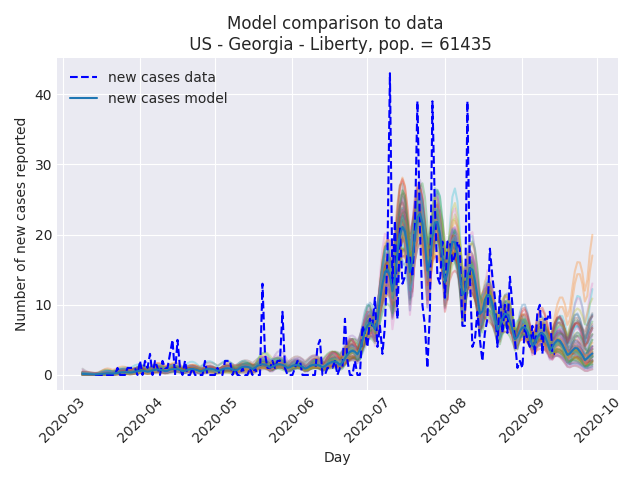 Model comparison to data
US - Georgia - Liberty, pop. = 61435
new cases data
new cases model
Number of new cases reported
40
30
20
10
0
2020-03
2020-04
2020-05
2020-06
2020-07
2020-08
2020-09
2020-10
Day